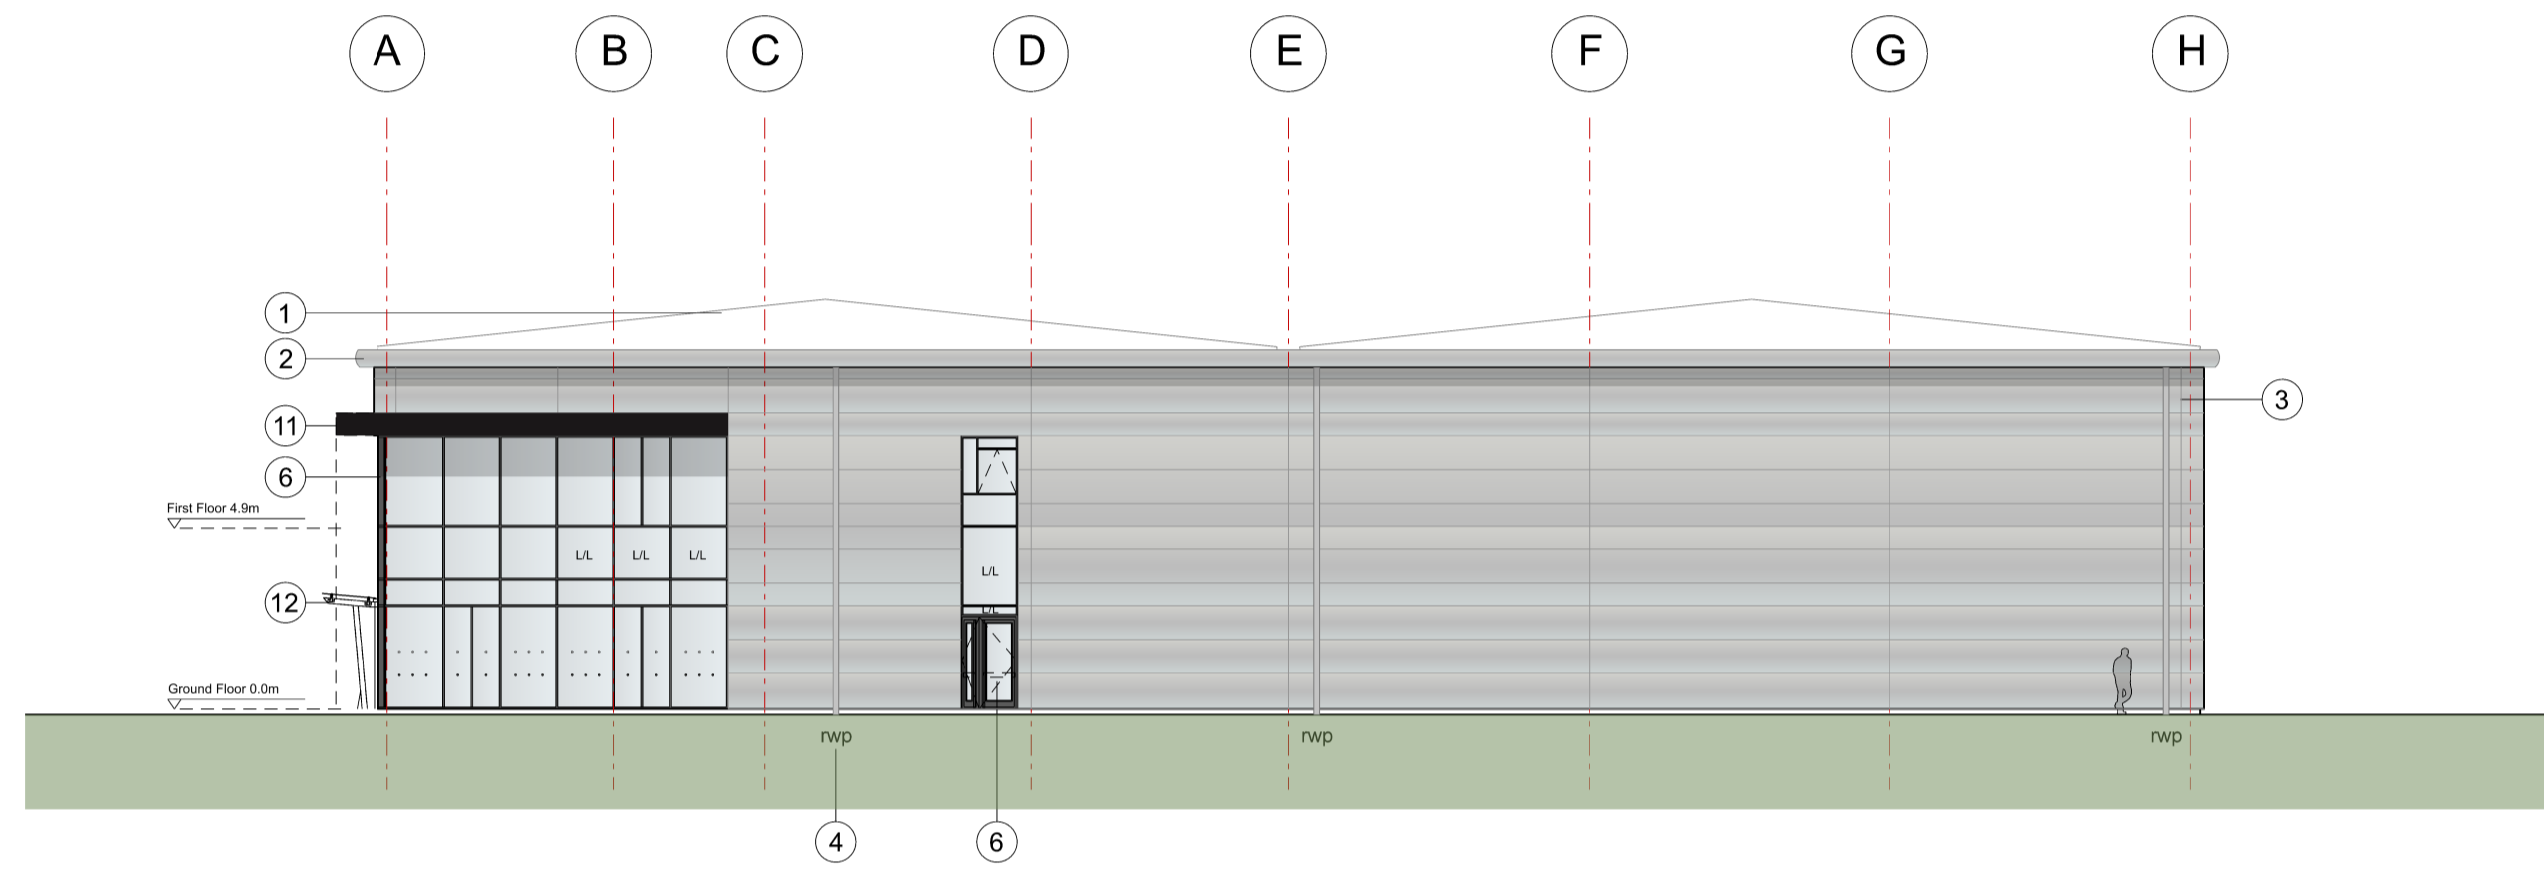 A B C D E F G H
1
2
3
11
6
First Floor 4.9m
L/L L/L L/L
L/L
12
L/L
Ground Floor 0.0m
rwp rwp rwp
4 6